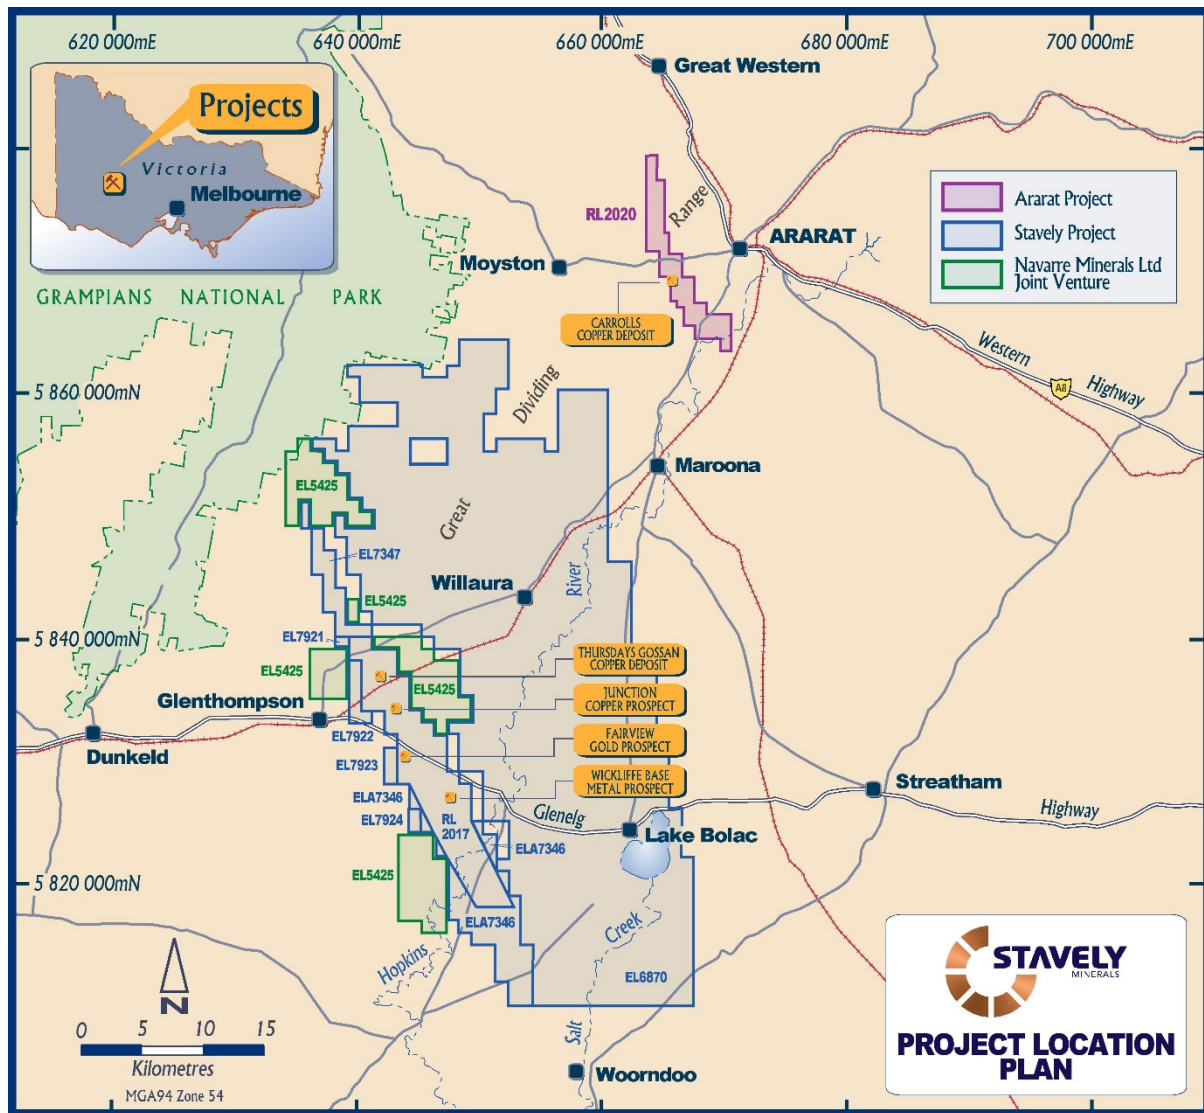 620 000mE
640 000mE
660 000mE
680 000mE
700 000mE
Great Western
Projects
Victoria
Melbourne
RL2020
Range
ARARAT
Moyston
Ararat Project
Stavely Project
Navarre Minerals Ltd
Joint Venture
GRAMPIANS NATIONAL PARK
CARROLLS
COPPER DEPOSIT
Western
Highway
A8
5 860 000mN
Dividing
Maroona
EL5425
Great
EL7347
Willaura
River
EL5425
5 840 000mN
EL7921
THURSDAYS GOSSAN
COPPER DEPOSIT
EL5425
EL5425
JUNCTION
COPPER PROSPECT
Glenthompson
EL7922
FAIRVIEW
GOLD PROSPECT
Dunkeld
EL7923
WICKLIFFE BASE
METAL PROSPECT
Streatham
ELA7346
EL7924
RL
2017
Glenelg
Highway
Lake Bolac
ELA7346
EL5425
5 820 000mN
ELA7346
Creek
Hopkins
EL6870
STAVELY
MINERALS
N
0 5 10 15
Kilometres
MGA94 Zone 54
Salt
Woorndoo
PROJECT LOCATION
PLAN